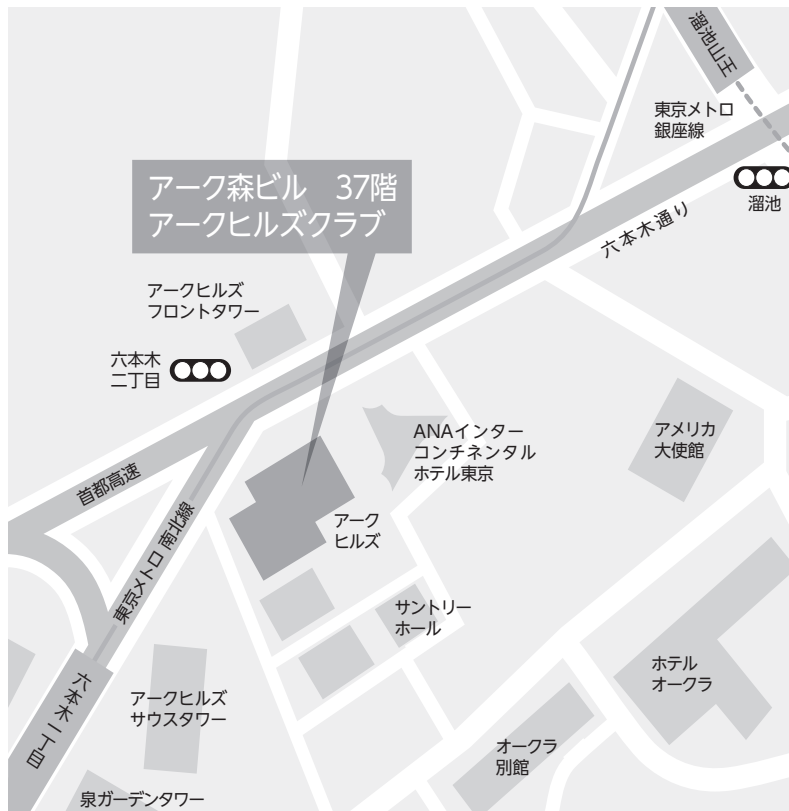 溜池山王
東京メトロ
銀座線
溜池
六本木通り
アーク森ビル　37階
アークヒルズクラブ
アークヒルズ
フロントタワー
六本木
二丁目
ANAインター
コンチネンタル
ホテル東京
アメリカ
大使館
首都高速
東京メトロ 南北線
アーク
ヒルズ
サントリー
ホール
ホテル
オークラ
六本木一丁目
アークヒルズ
サウスタワー
オークラ
別館
泉ガーデンタワー